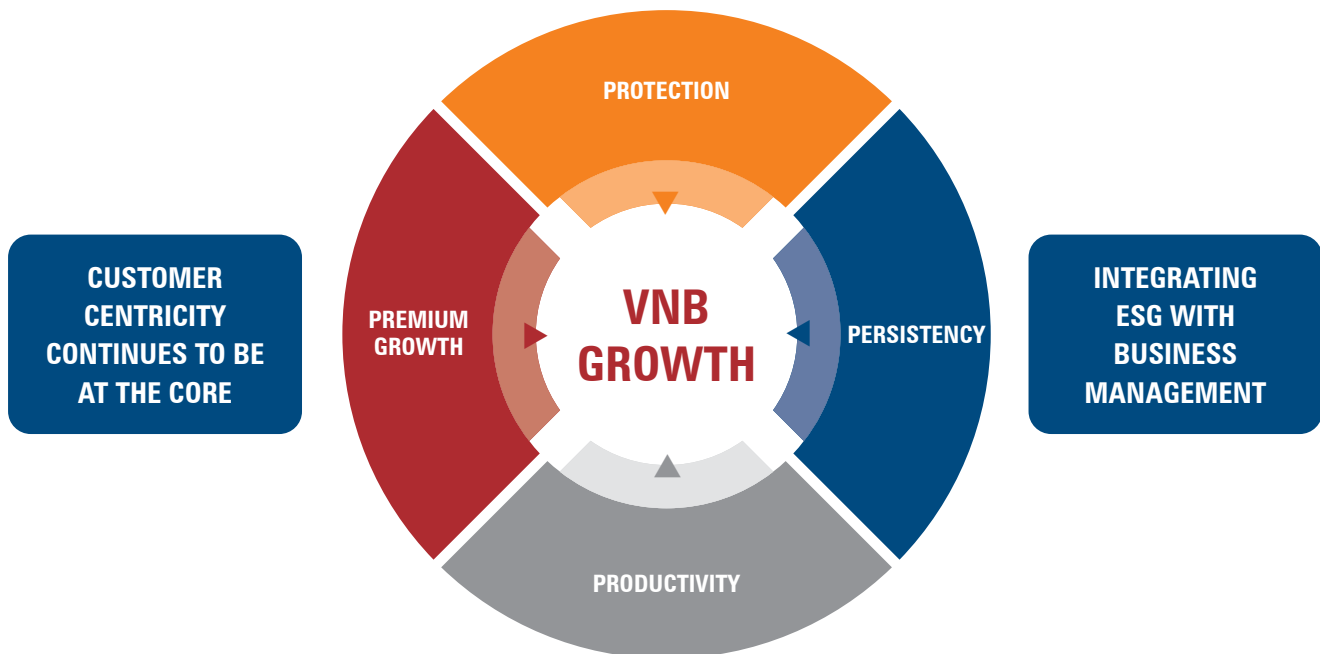 PROTECTION
CUSTOMER
CENTRICITY
CONTINUES TO BE
AT THE CORE
PREMIUM
GROWTH
VNB
GROWTH
PERSISTENCY
INTEGRATING
ESG WITH
BUSINESS
MANAGEMENT
PRODUCTIVITY